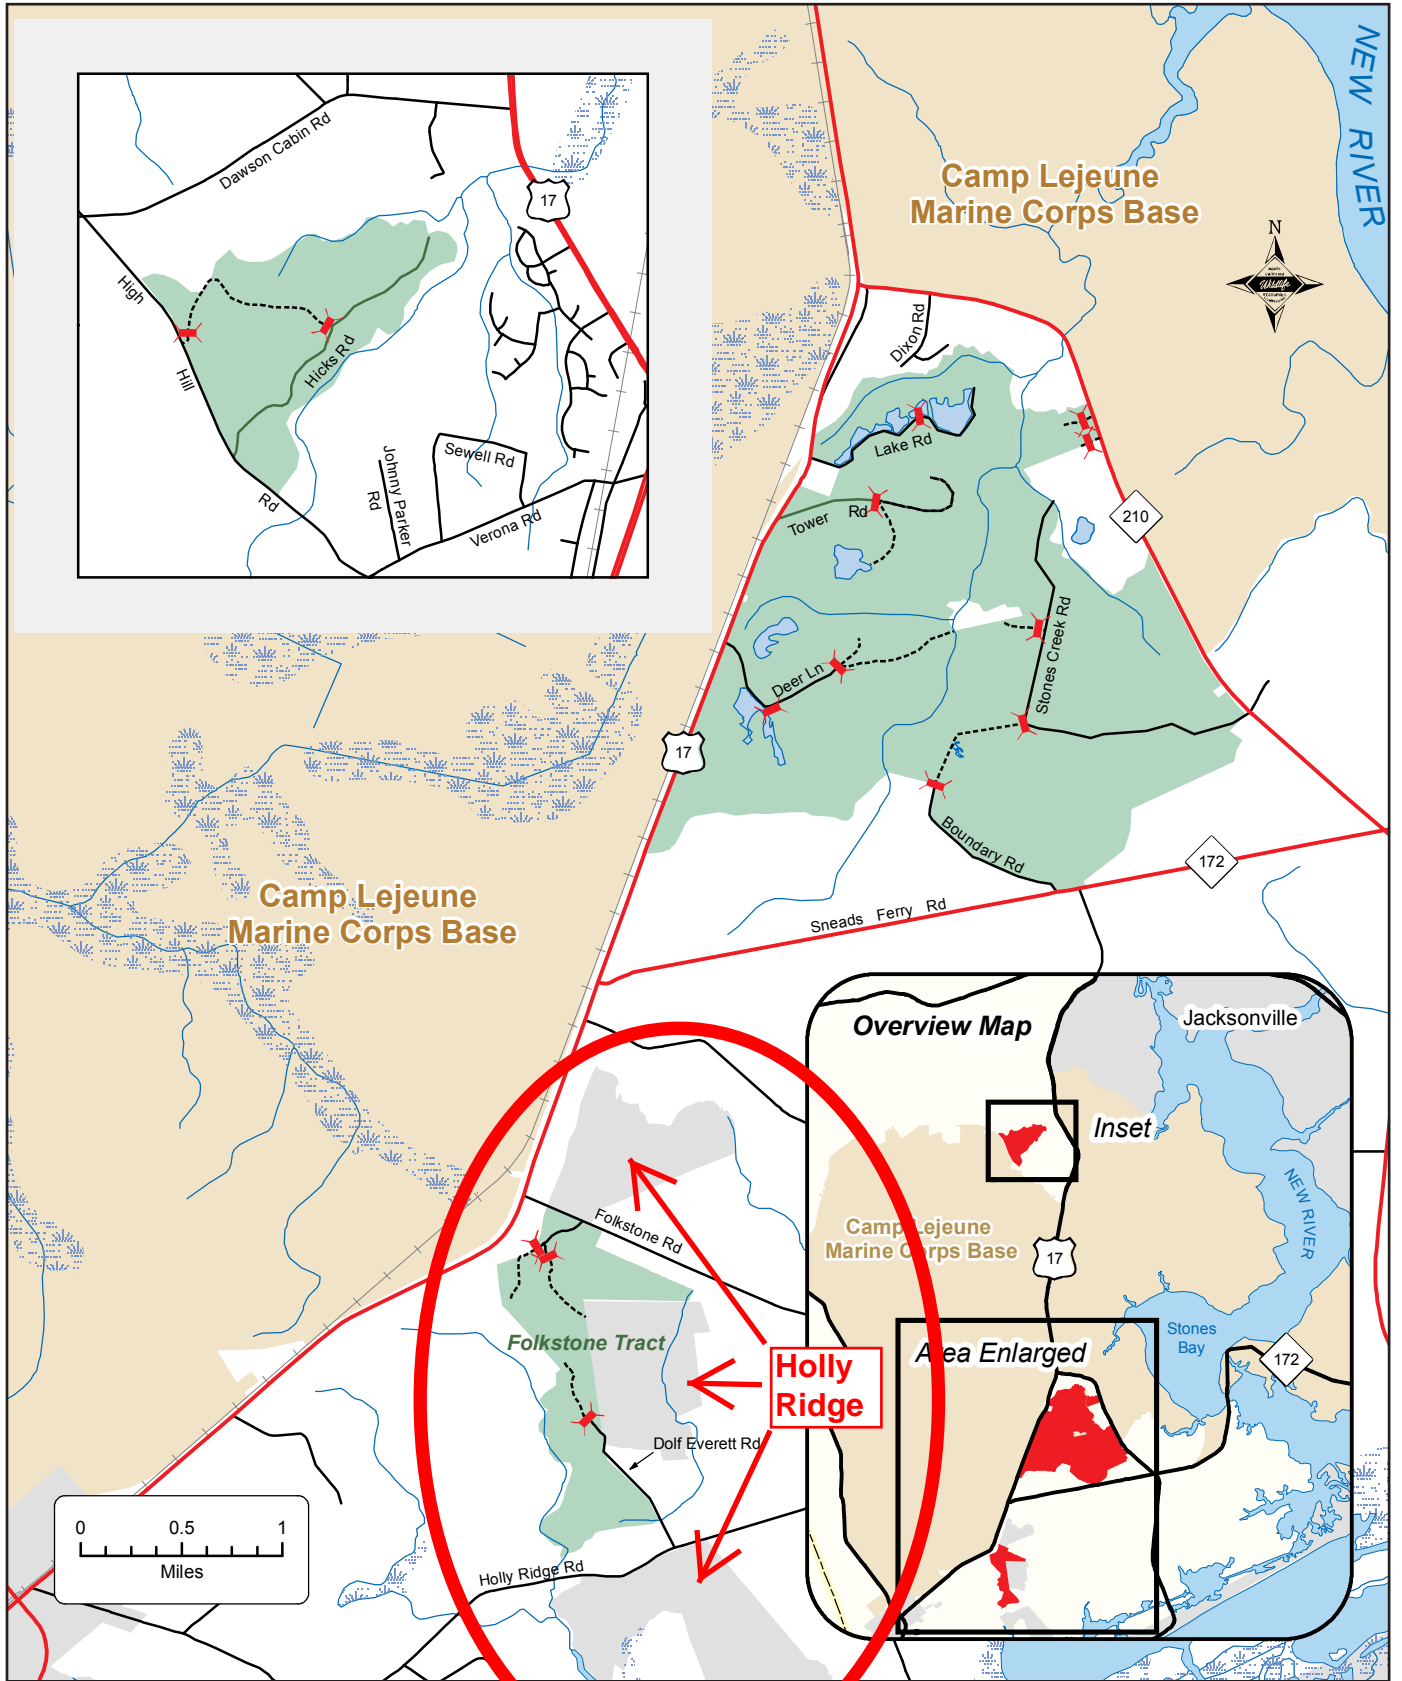 NEW RIVER
Camp Lejeune
Marine Corps Base
N
Wildlife
Dawson Cabin Rd
17
High
Hill
Rd
Hicks Rd
Sewell Rd
Johnny Parker
Rd
Verona Rd
Dixon Rd
Lake Rd
Tower Rd
210
Stones Creek Rd
Deer Ln
17
Boundary Rd
172
Sneads Ferry Rd
Camp Lejeune
Marine Corps Base
Folkstone Rd
Folkstone Tract
Holly
Ridge
Dolf Everett Rd
Holly Ridge Rd
0 0.5 1
Miles
Overview Map
Jacksonville
Inset
NEW RIVER
Camp Lejeune
Marine Corps Base
17
Stones
Bay
Area Enlarged
172